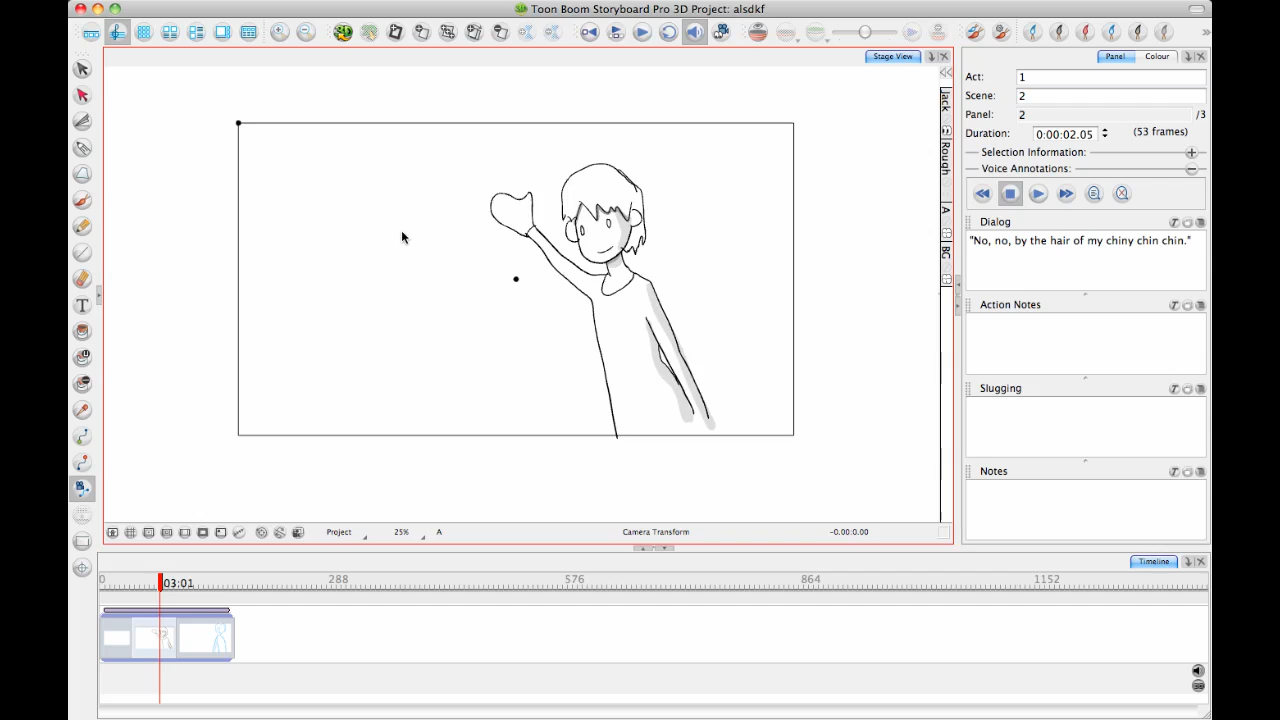 Toon Boom Storyboard Pro 3D Project: alsdkf
Stage View
Panel Colour
Act: 1
Scene: 2
Panel: 2 /3
Duration: 0:00:02.05 (53 frames)
Selection Information:
Voice Annotations:
Dialog
"No, no, by the hair of my chiny chin chin."
Action Notes
Slugging
Notes
Jack
Rough
A
BG
T
Project 25% A Camera Transform -0.00:0.00
Timeline
0 03:01 288 576 864 1152